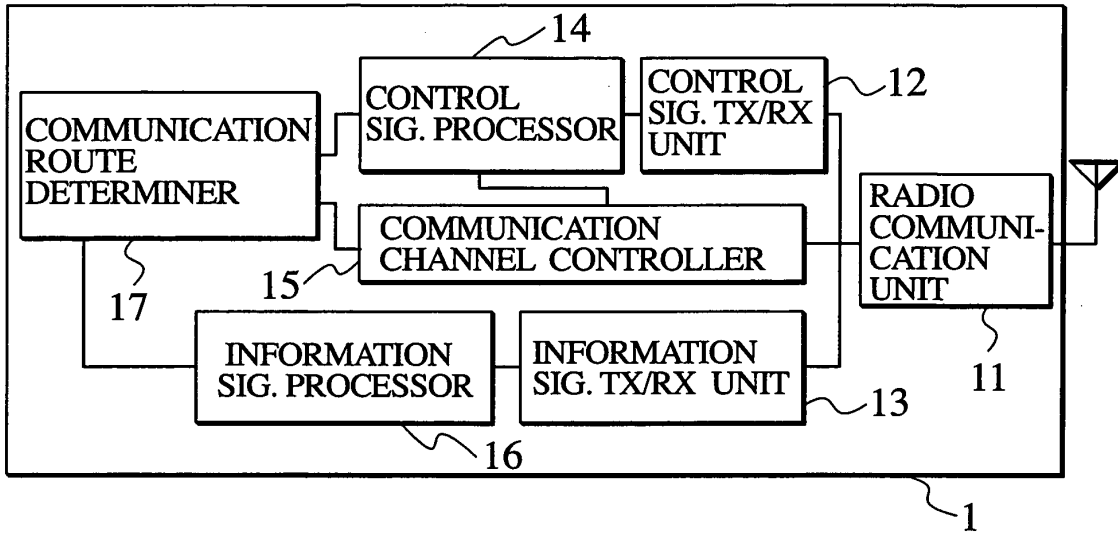 14
CONTROL
SIG. PROCESSOR
CONTROL
SIG. TX/RX
UNIT
12
COMMUNICATION
ROUTE
DETERMINER
17
COMMUNICATION
CHANNEL CONTROLLER
15
RADIO
COMMUNI-
CATION
UNIT
11
INFORMATION
SIG. PROCESSOR
16
INFORMATION
SIG. TX/RX UNIT
13
1